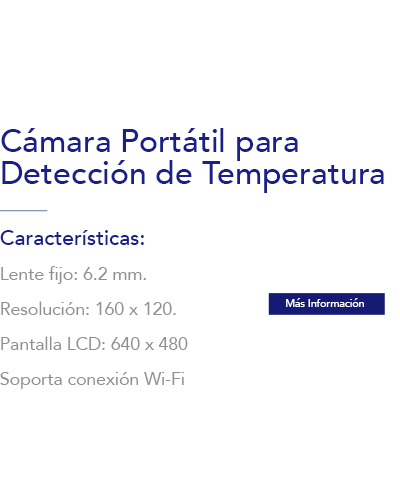 Cámara Portátil para
Detección de Temperatura
Características:
Lente fijo: 6.2 mm.
Resolución: 160 x 120.
Más Información
Pantalla LCD: 640 x 480
Soporta conexión Wi-Fi